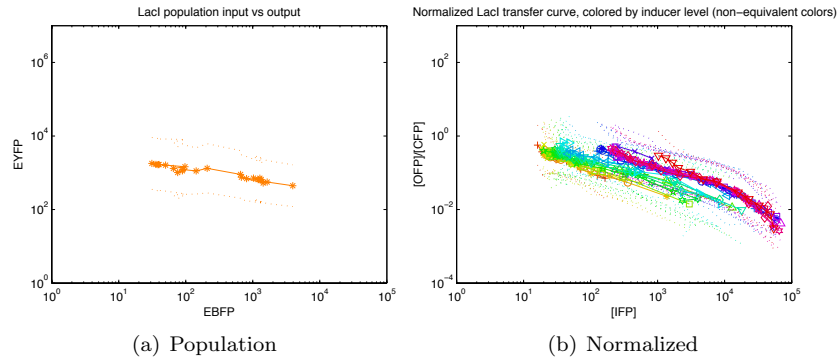 LacI population input vs output
10^6
10^4
10^2
10^0
EYFP
10^0 10^1 10^2 10^3 10^4 10^5
EBFP
(a) Population
Normalized LacI transfer curve, colored by inducer level (non-equivalent colors)
10^2
10^0
10^−2
10^−4
[OFP]/[CFP]
10^0 10^1 10^2 10^3 10^4 10^5
[IFP]
(b) Normalized